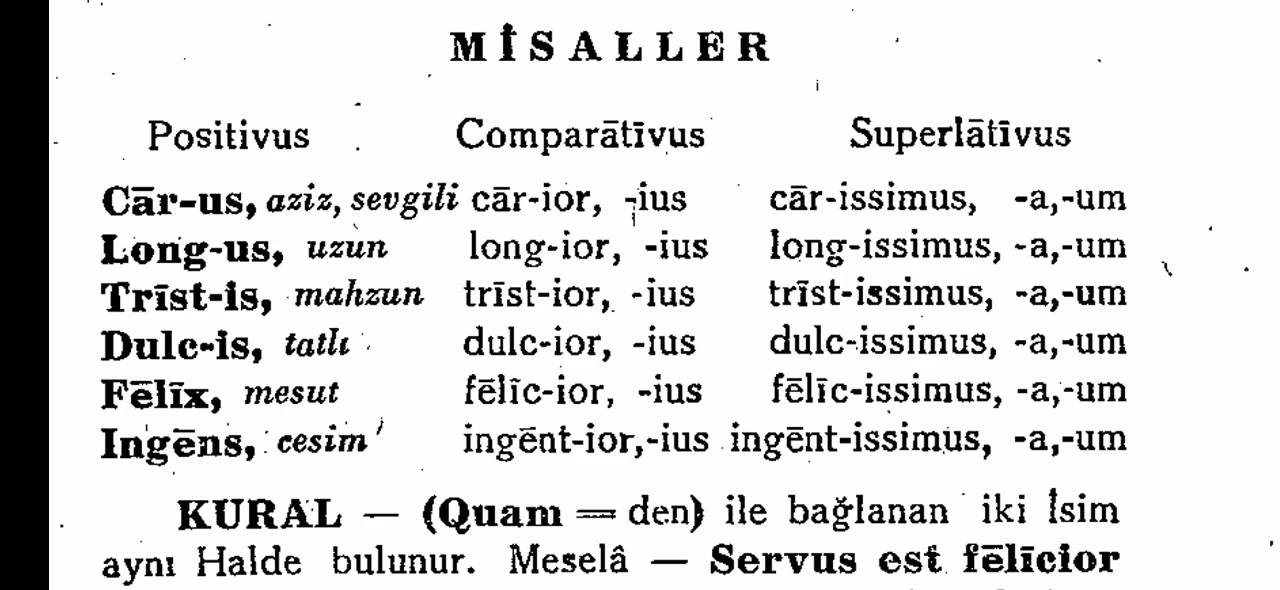 MİSALLER
Positivus Comparātīvus Superlātīvus
Cār-us, aziz, sevgili cār-ior, -ius cār-issimus, -a,-um
Long-us, uzun long-ior, -ius long-issimus, -a,-um
Trīst-is, mahzun trīst-ior, -ius trīst-issimus, -a,-um
Dulc-is, tatlı dulc-ior, -ius dulc-issimus, -a,-um
Fēlīx, mesut fēlīc-ior, -ius fēlīc-issimus, -a,-um
Ingēns, cesim ingēnt-ior,-ius ingēnt-issimus, -a,-um
KURAL — (Quam = den) ile bağlanan iki İsim
aynı Halde bulunur. Meselâ — Servus est fēlīcior